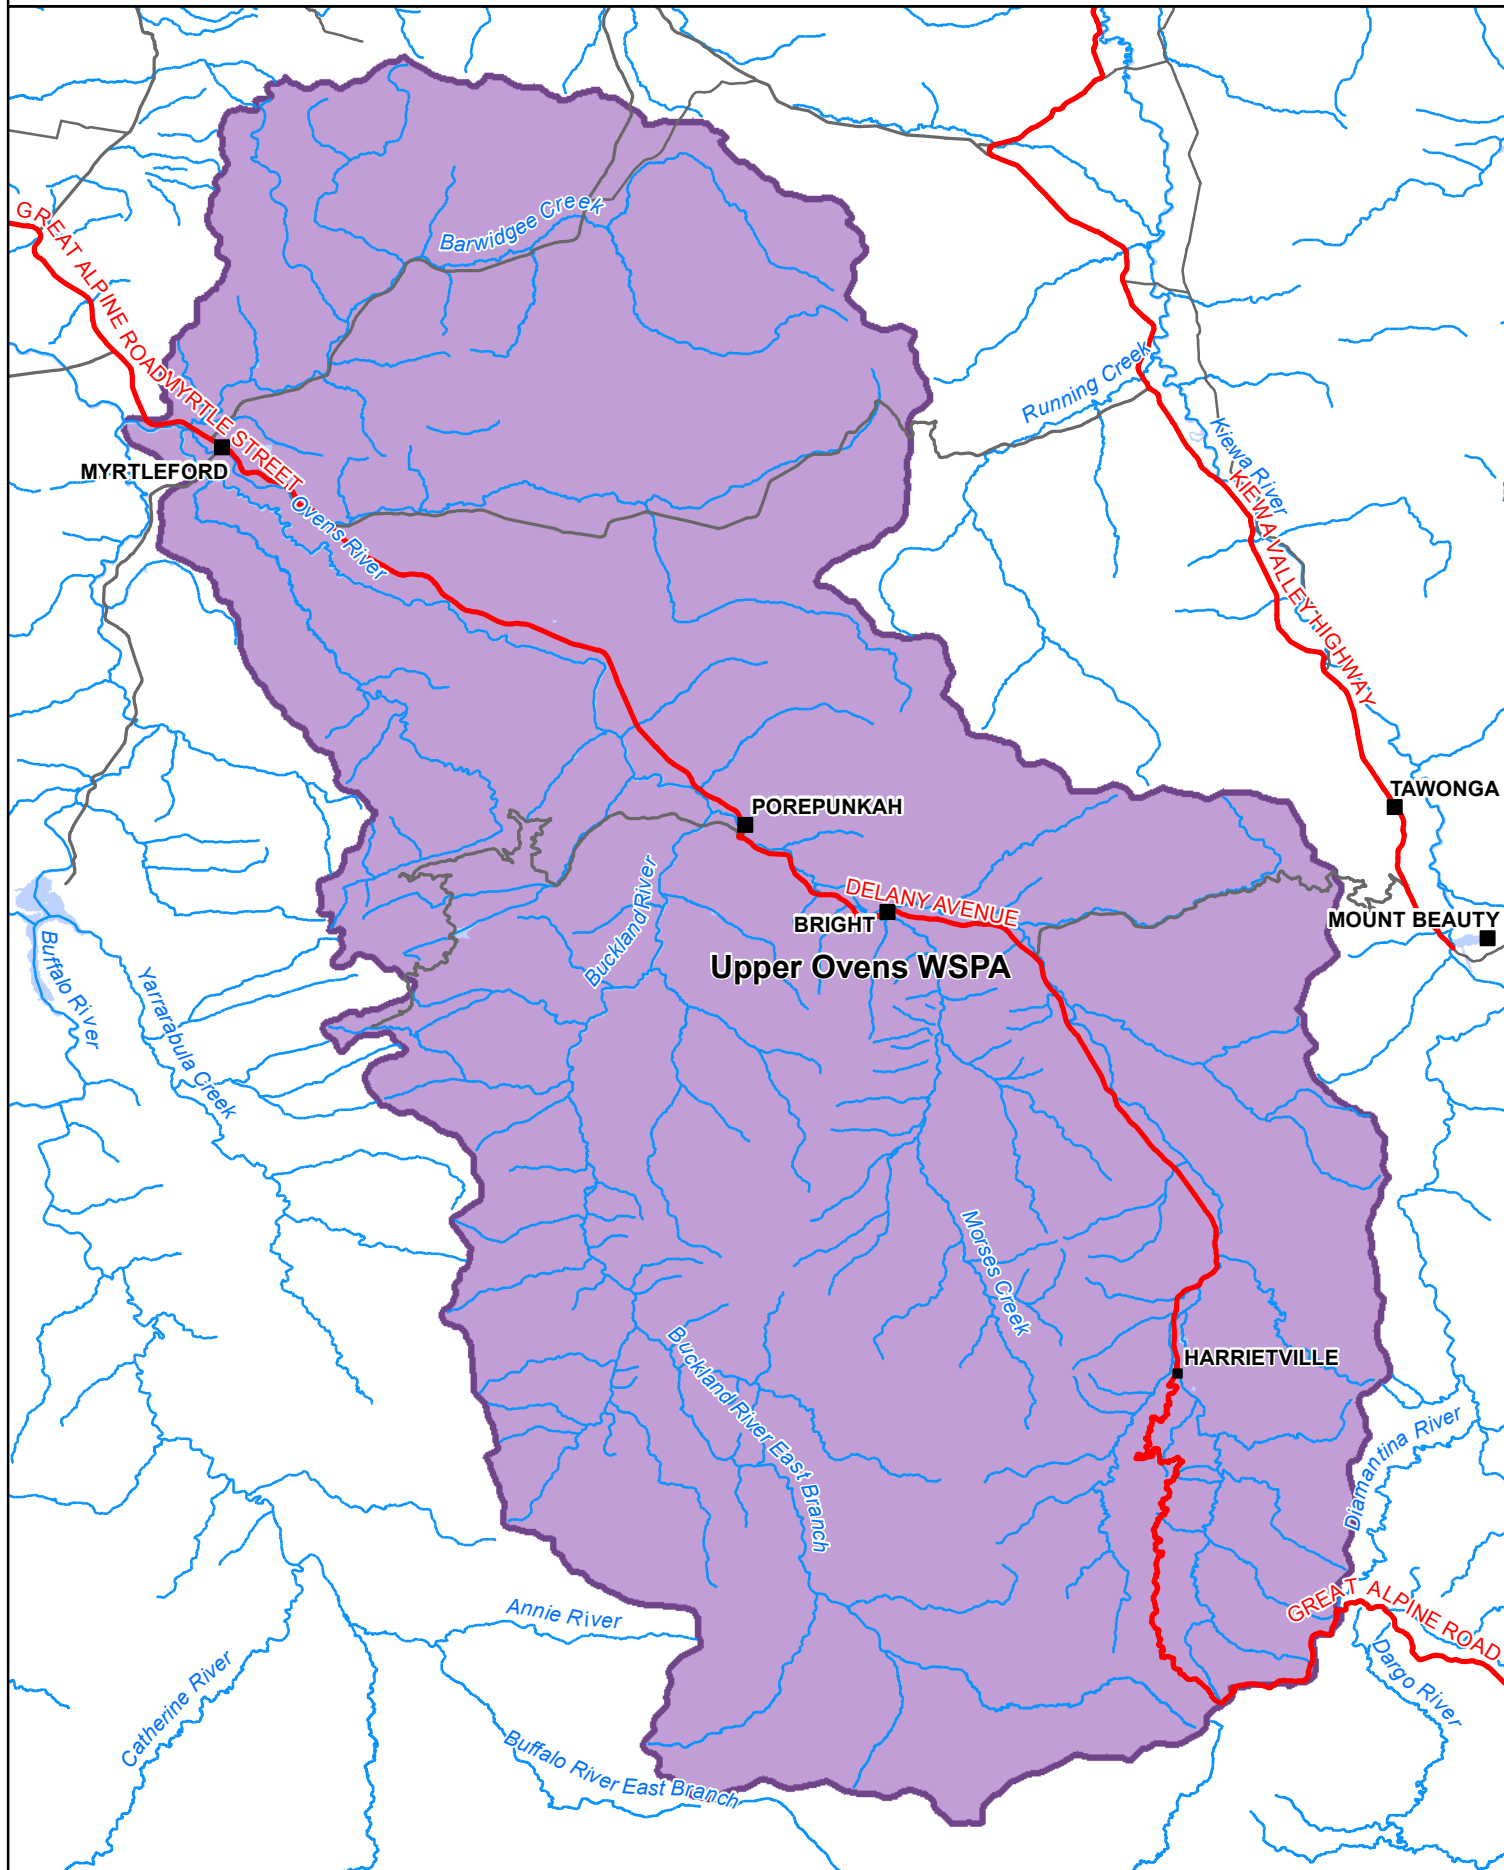 Barwidgee Creek
GREAT ALPINE ROAD
MYRTLE STREET
Running Creek
Kiewa River
KIEWA VALLEY HIGHWAY
MYRTLEFORD
Ovens River
TAWONGA
POREPUNKAH
DELANY AVENUE
BRIGHT
MOUNT BEAUTY
Buckland River
Upper Ovens WSPA
Buffalo River
Yarrarabula Creek
Morses Creek
HARRIETVILLE
Buckland River East Branch
Diamantina River
GREAT ALPINE ROAD
Annie River
Catherine River
Dargo River
Buffalo River East Branch